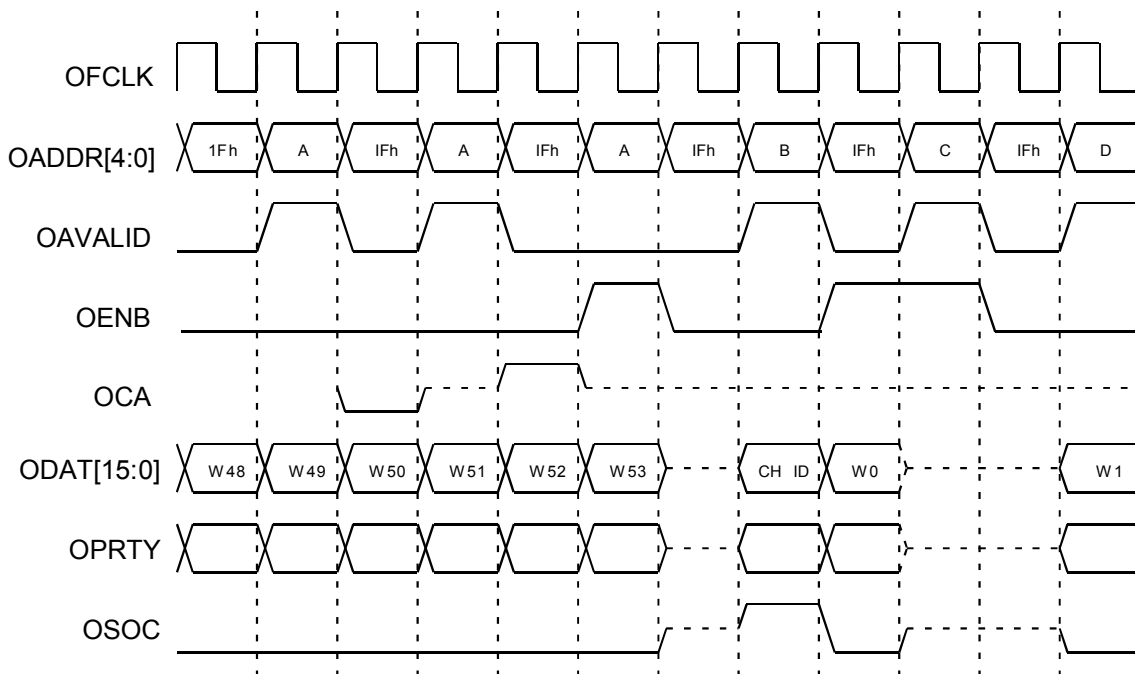 OFCLK
OADDR[4:0] 1Fh A IFh A IFh A IFh B IFh C IFh D
OAVALID
OENB
OCA
ODAT[15:0] W48 W49 W50 W51 W52 W53 CH ID W0 W1
OPRTY
OSOC